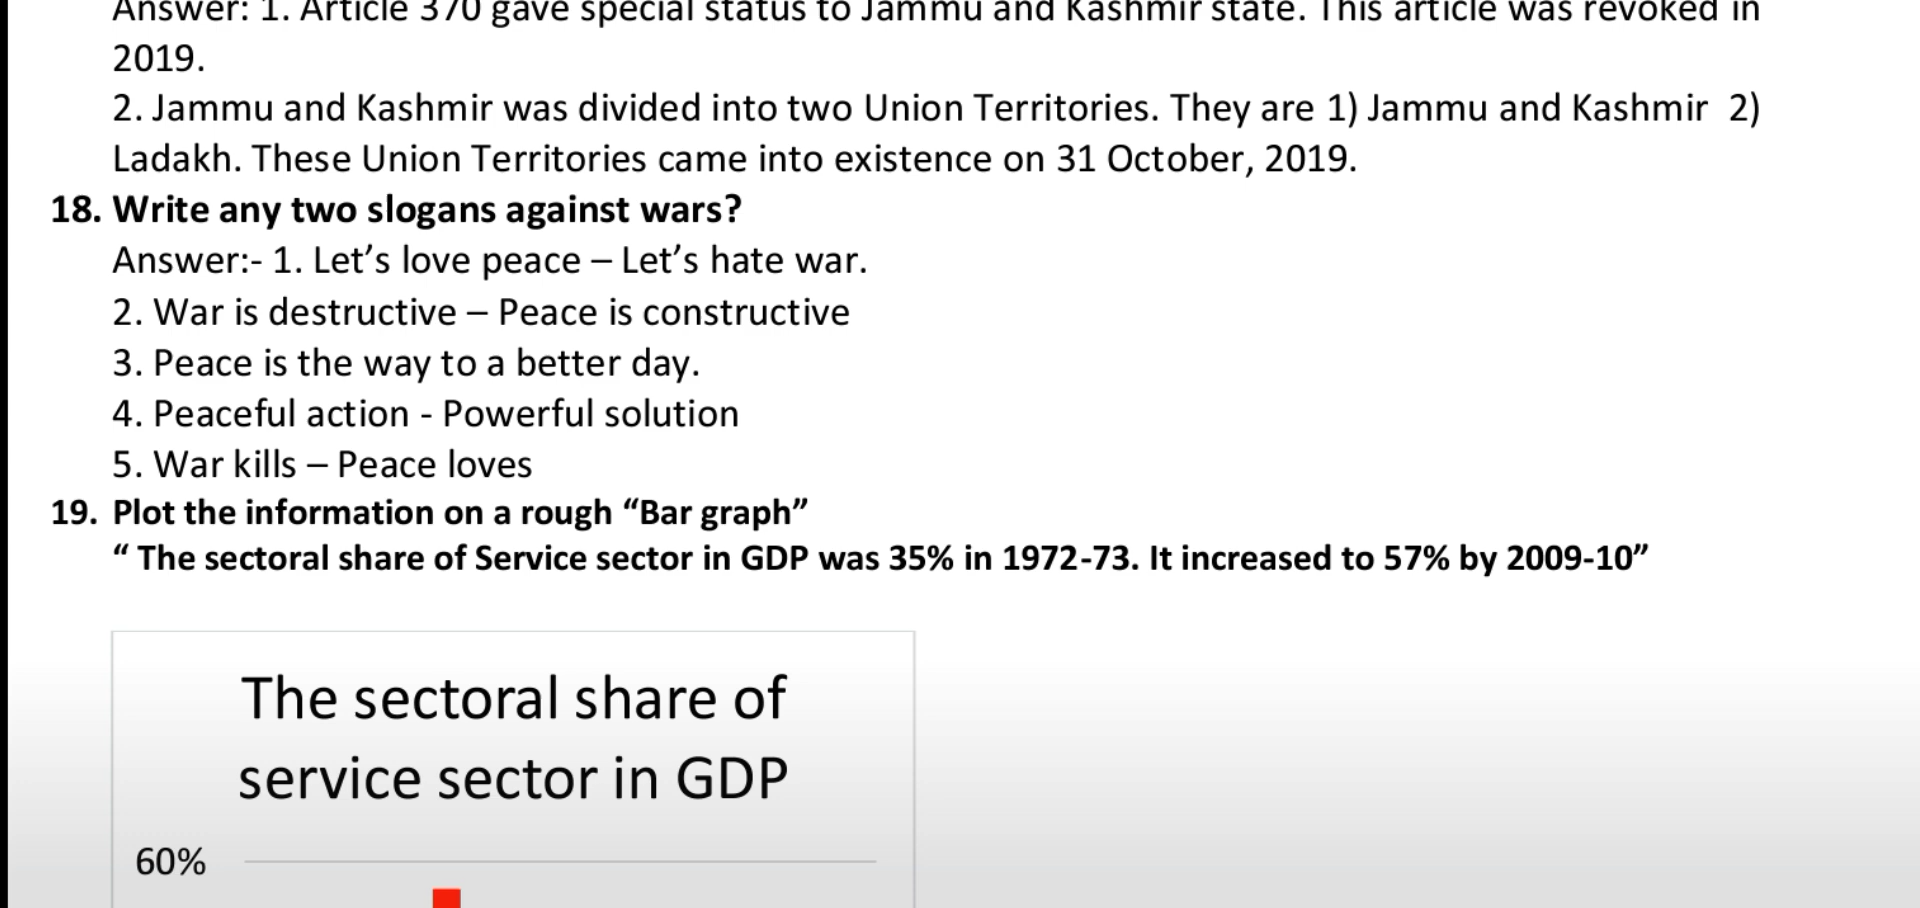 Answer: 1. Article 370 gave special status to Jammu and Kashmir state. This article was revoked in
2019.
2. Jammu and Kashmir was divided into two Union Territories. They are 1) Jammu and Kashmir 2)
Ladakh. These Union Territories came into existence on 31 October, 2019.
18. Write any two slogans against wars?
Answer:- 1. Let’s love peace – Let’s hate war.
2. War is destructive – Peace is constructive
3. Peace is the way to a better day.
4. Peaceful action - Powerful solution
5. War kills – Peace loves
19. Plot the information on a rough “Bar graph”
“ The sectoral share of Service sector in GDP was 35% in 1972-73. It increased to 57% by 2009-10”
The sectoral share of
service sector in GDP
60%